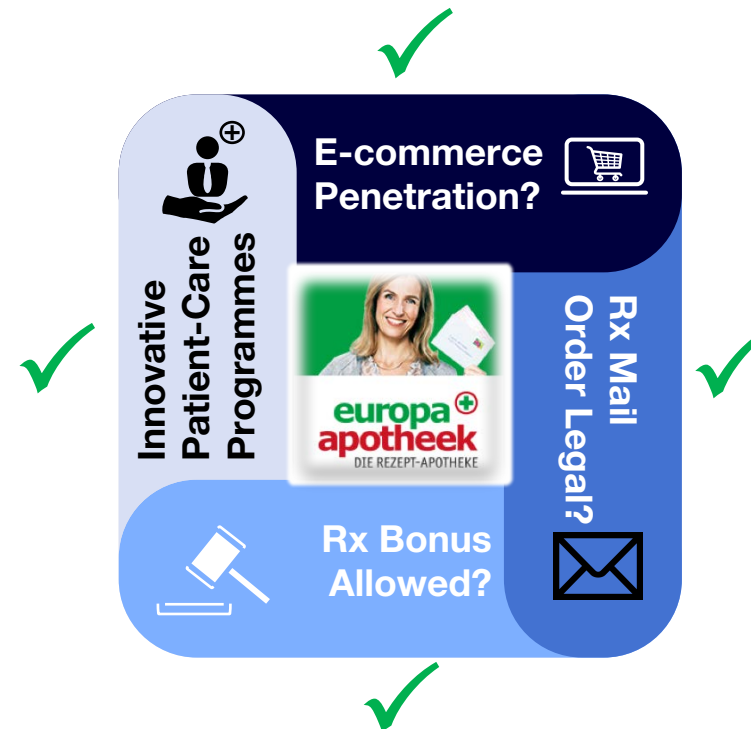 E-commerce
Penetration?
Innovative
Patient-Care
Programmes
Rx Mail
Order Legal?
europa
apotheek
DIE REZEPT-APOTHEKE
Rx Bonus
Allowed?